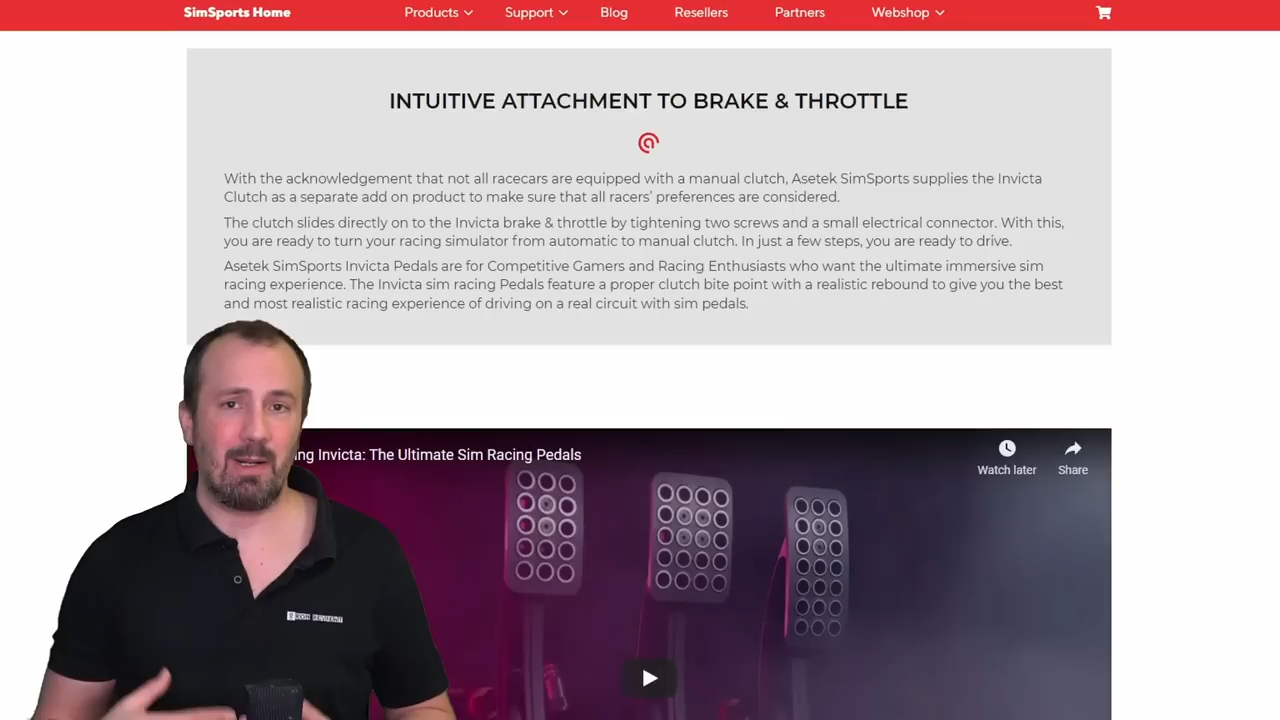 SimSports Home
Products
Support
Blog
Resellers
Partners
Webshop
INTUITIVE ATTACHMENT TO BRAKE & THROTTLE
With the acknowledgement that not all racecars are equipped with a manual clutch, Asetek SimSports supplies the Invicta
Clutch as a separate add on product to make sure that all racers’ preferences are considered.
The clutch slides directly on to the Invicta brake & throttle by tightening two screws and a small electrical connector. With this,
you are ready to turn your racing simulator from automatic to manual clutch. In just a few steps, you are ready to drive.
Asetek SimSports Invicta Pedals are for Competitive Gamers and Racing Enthusiasts who want the ultimate immersive sim
racing experience. The Invicta sim racing Pedals feature a proper clutch bite point with a realistic rebound to give you the best
and most realistic racing experience of driving on a real circuit with sim pedals.
Invicta: The Ultimate Sim Racing Pedals
Watch later
Share